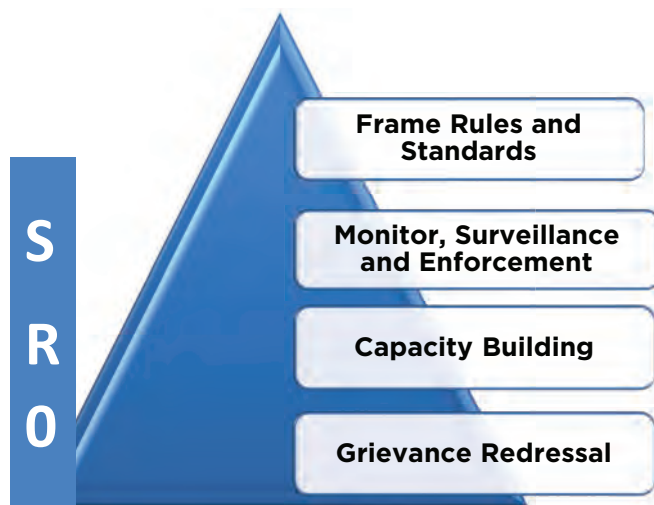 Frame Rules and
Standards
Monitor, Surveillance
and Enforcement
Capacity Building
Grievance Redressal
S
R
0